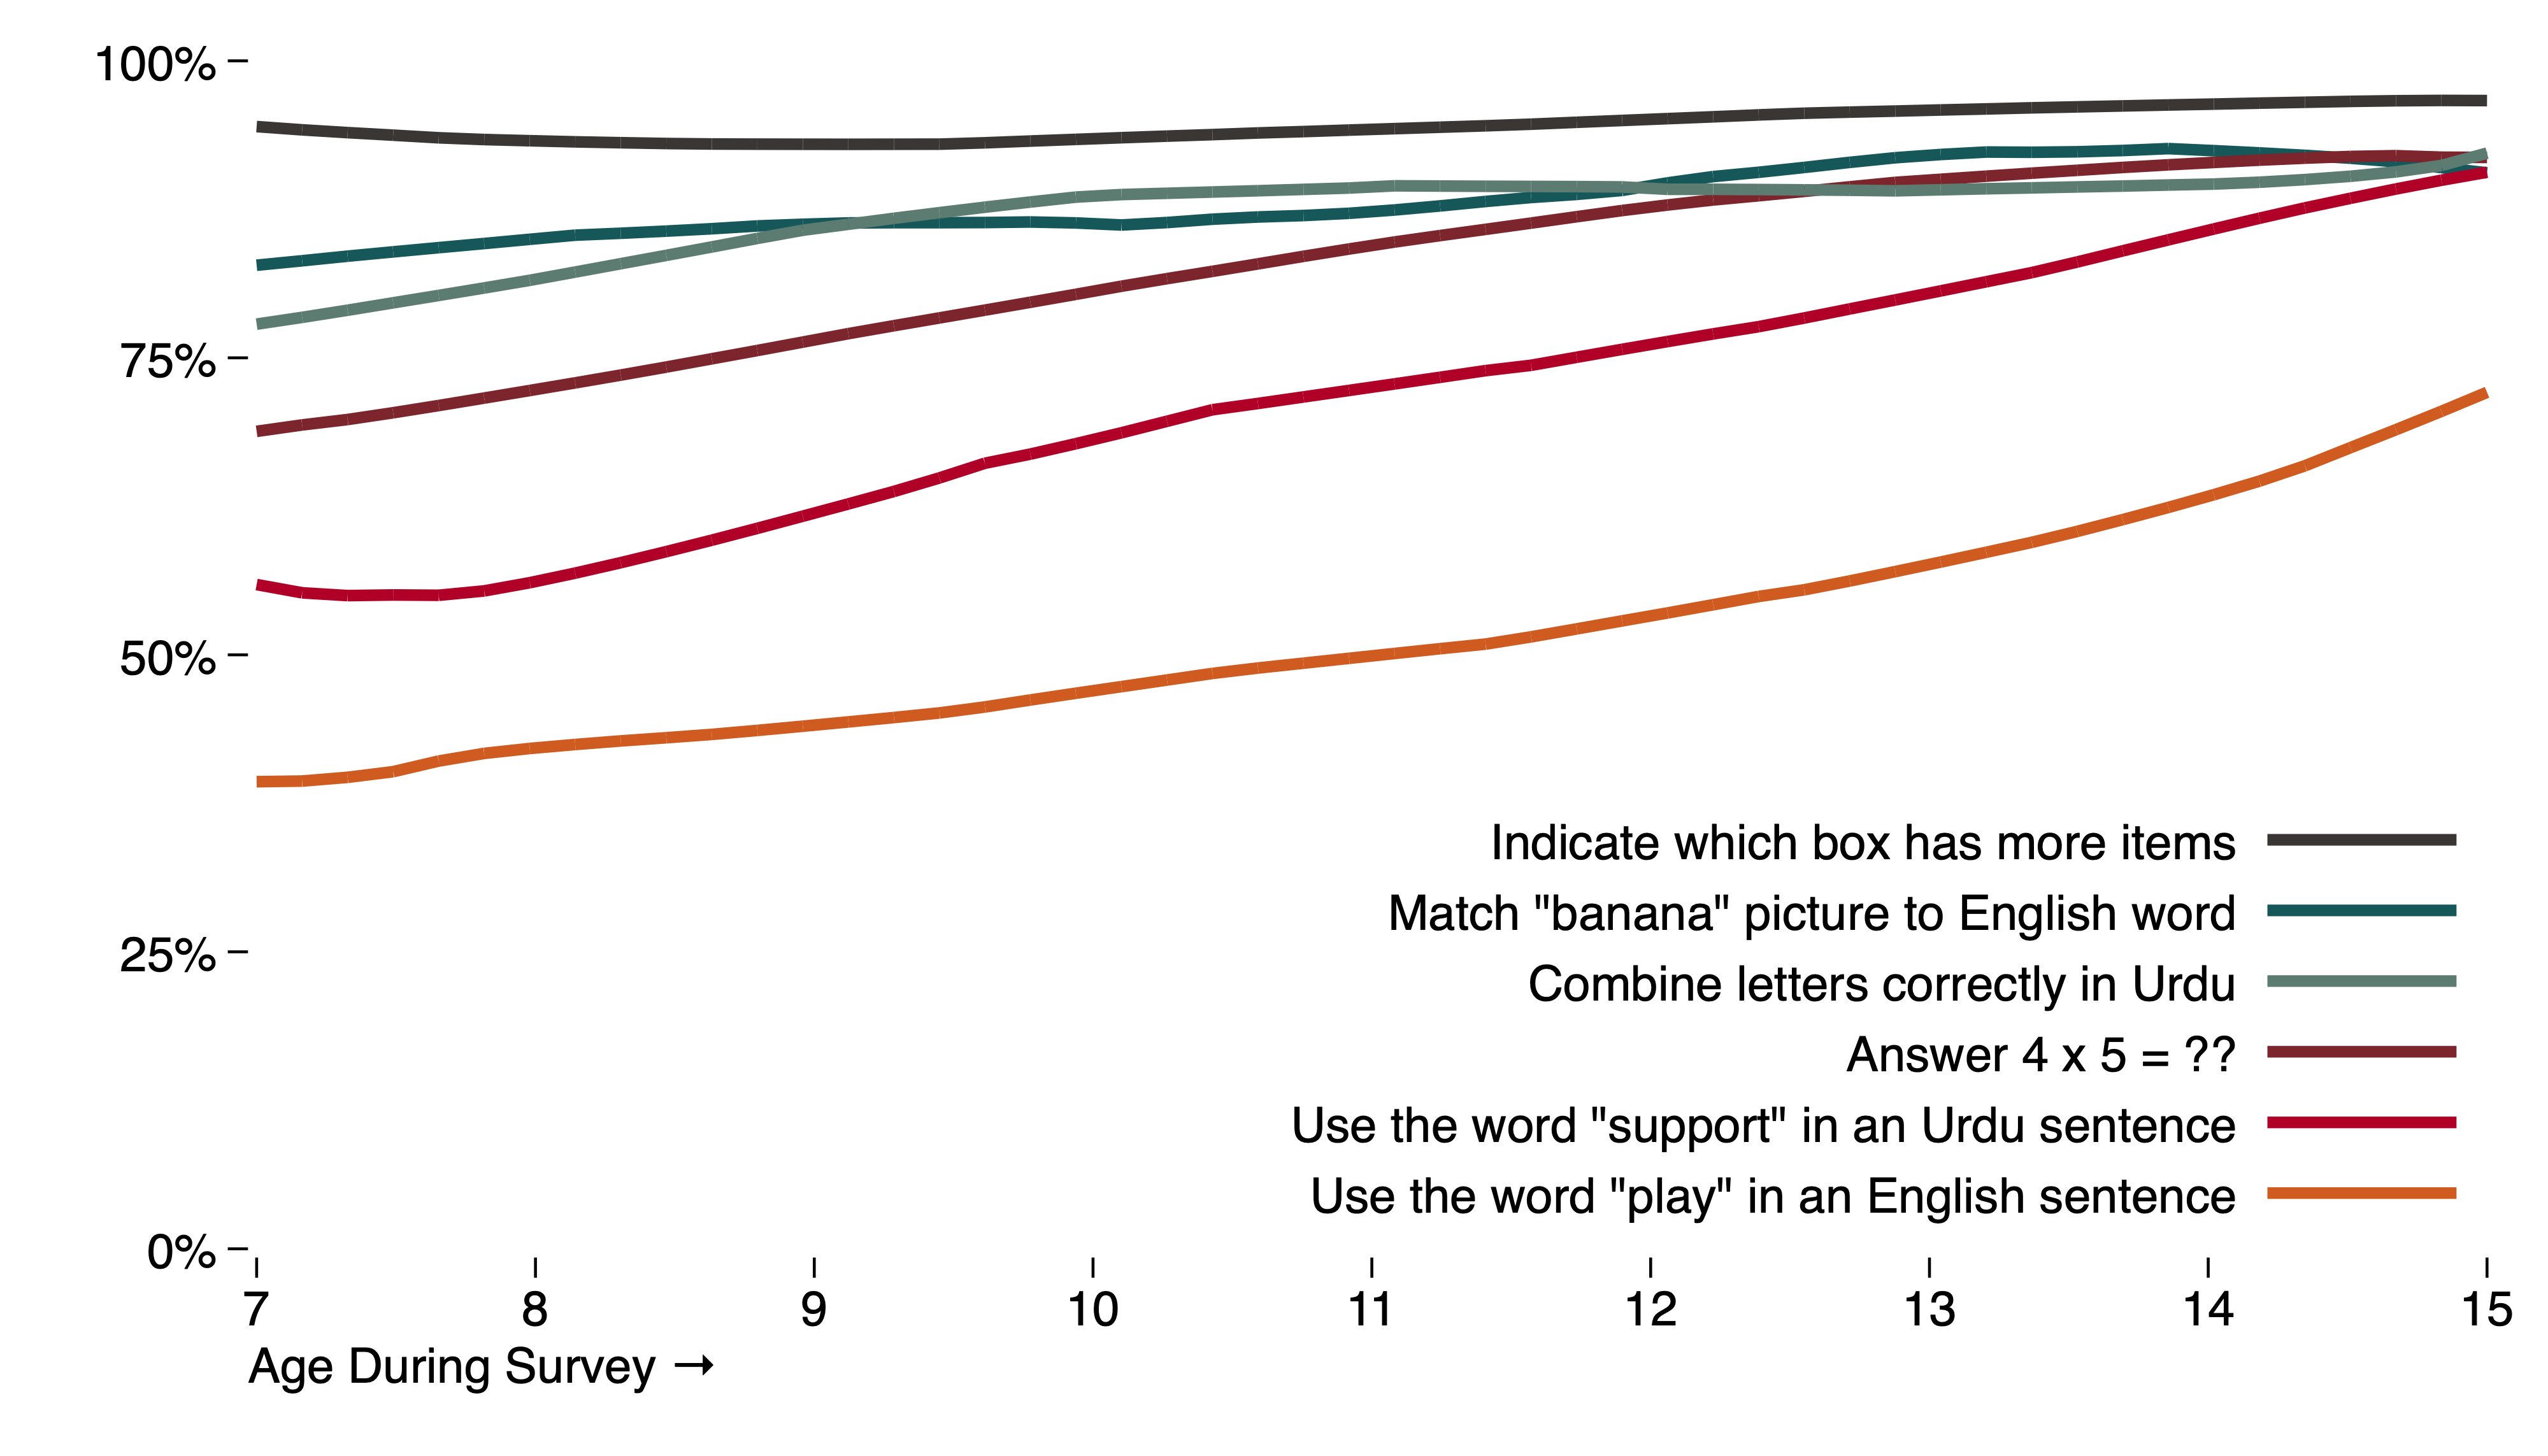 100%
75%
50%
25%
0%
Indicate which box has more items
Match "banana" picture to English word
Combine letters correctly in Urdu
Answer 4 x 5 = ??
Use the word "support" in an Urdu sentence
Use the word "play" in an English sentence
7 8 9 10 11 12 13 14 15
Age During Survey →